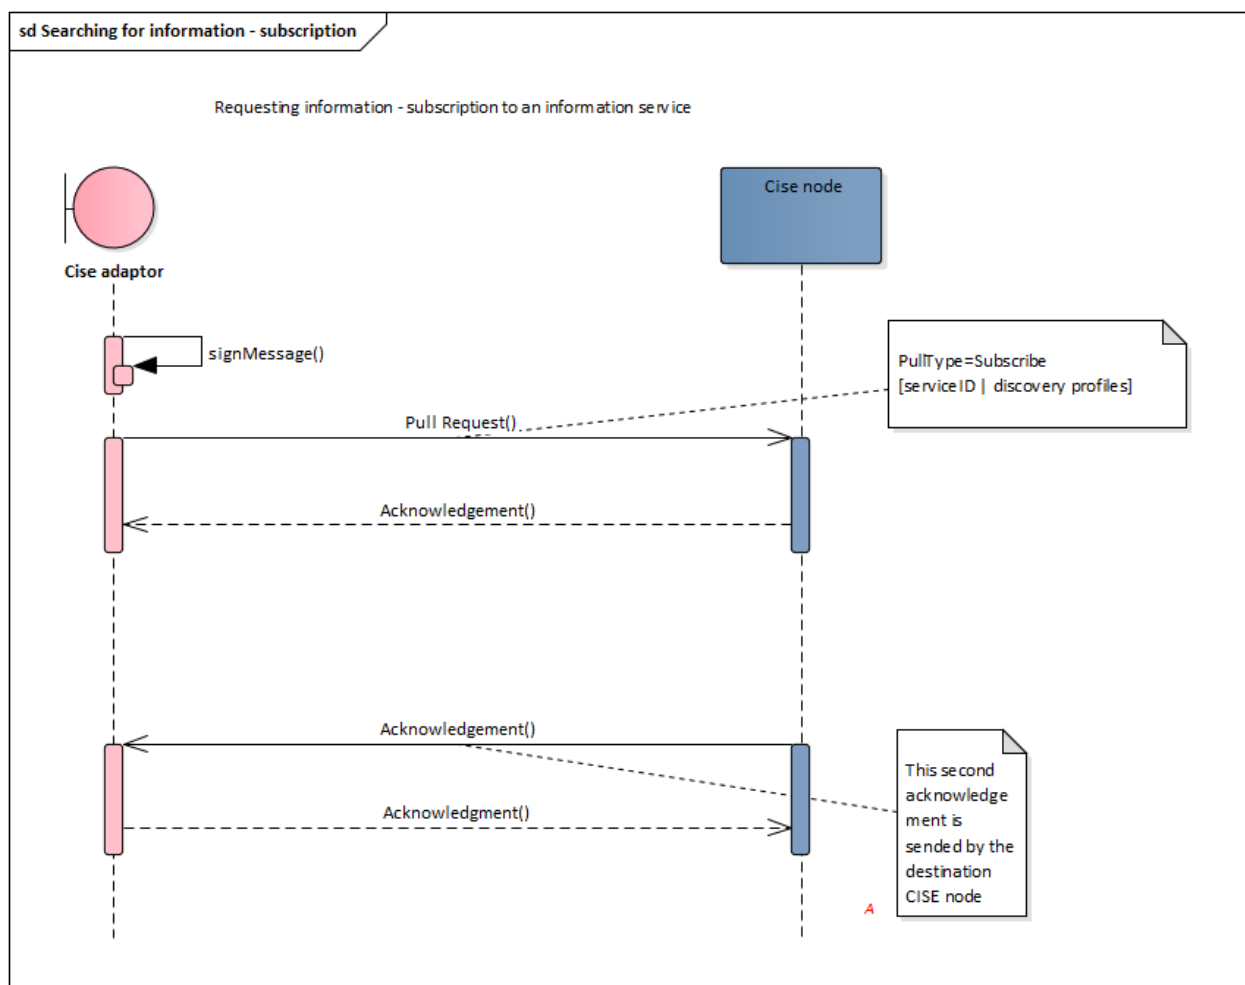 sd Searching for information - subscription
Requesting information - subscription to an information service
Cise node
Cise adaptor
signMessage()
PullType=Subscribe
[serviceID | discovery profiles]
Pull Request()
Acknowledgement()
Acknowledgement()
This second
acknowledge
ment is
sended by the
destination
CISE node
Acknowledgment()
A